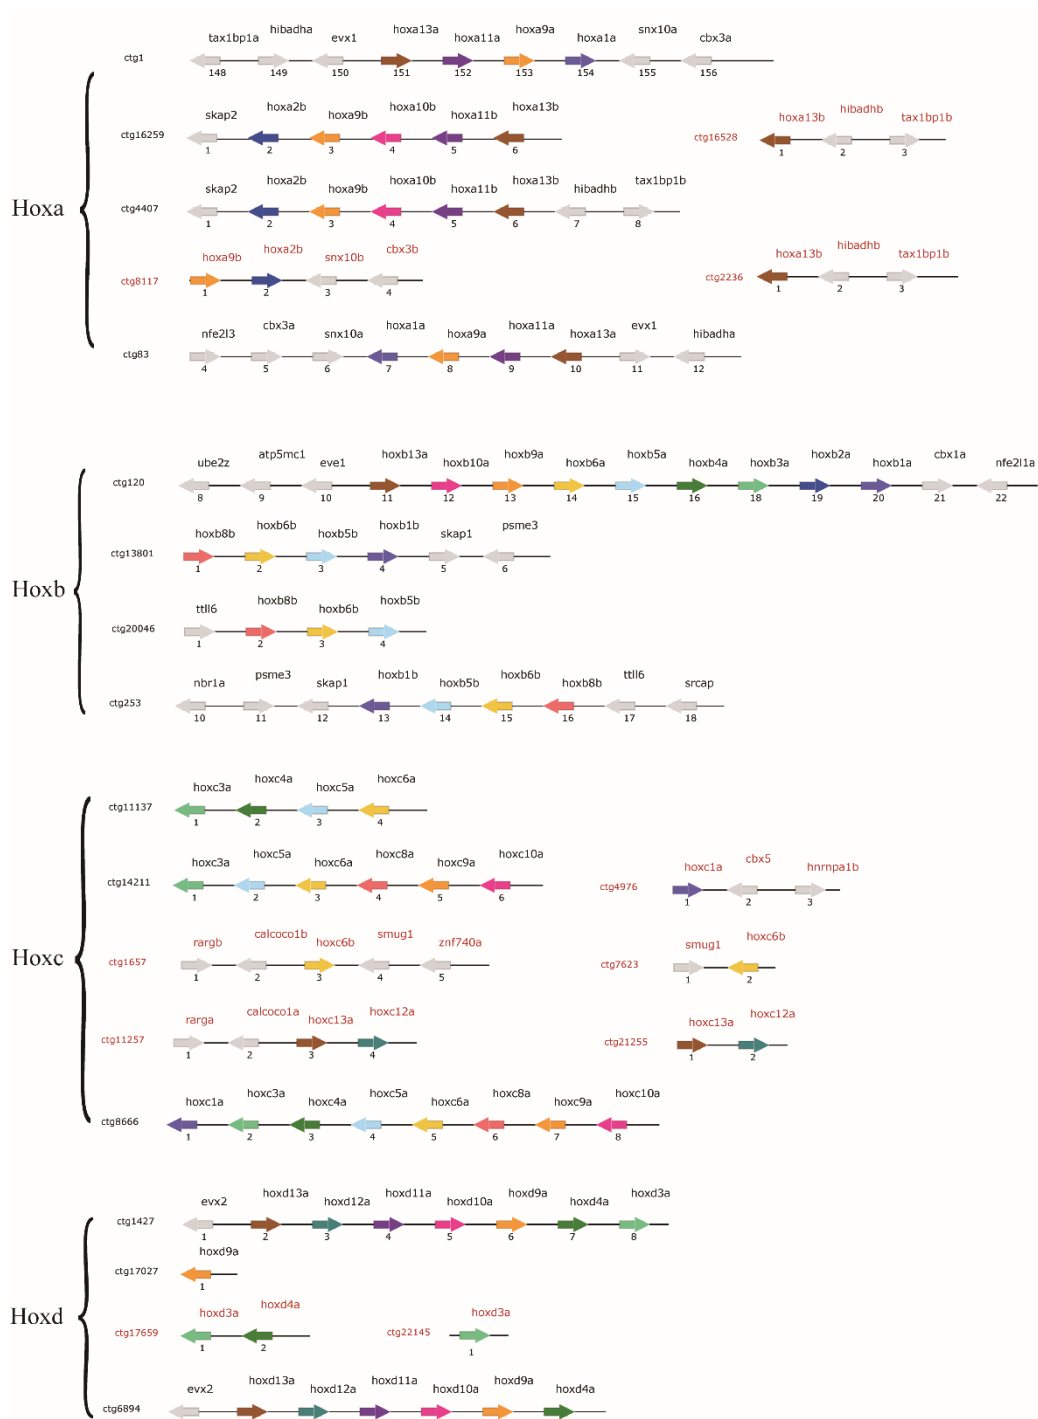 ctg1 tax1bp1a hibadha evx1 hoxa13a hoxa11a hoxa9a hoxa1a snx10a cbx3a
148 149 150 151 152 153 154 155 156
ctg16259 skap2 hoxa2b hoxa9b hoxa10b hoxa11b hoxa13b
1 2 3 4 5 6
ctg16528 hoxa13b hibadhb tax1bp1b
1 2 3
Hoxa
ctg4407 skap2 hoxa2b hoxa9b hoxa10b hoxa11b hoxa13b hibadhb tax1bp1b
1 2 3 4 5 6 7 8
ctg8117 hoxa9b hoxa2b snx10b cbx3b
1 2 3 4
ctg2236 hoxa13b hibadhb tax1bp1b
1 2 3
ctg83 nfe2l3 cbx3a snx10a hoxa1a hoxa9a hoxa11a hoxa13a evx1 hibadha
4 5 6 7 8 9 10 11 12
ctg120 ube2z atp5mc1 eve1 hoxb13a hoxb10a hoxb9a hoxb6a hoxb5a hoxb4a hoxb3a hoxb2a hoxb1a cbx1a nfe2l1a
8 9 10 11 12 13 14 15 16 18 19 20 21 22
ctg13801 hoxb8b hoxb6b hoxb5b hoxb1b skap1 psme3
1 2 3 4 5 6
Hoxb
ctg20046 ttll6 hoxb8b hoxb6b hoxb5b
1 2 3 4
ctg253 nbr1a psme3 skap1 hoxb1b hoxb5b hoxb6b hoxb8b ttll6 srcap
10 11 12 13 14 15 16 17 18
ctg11137 hoxc3a hoxc4a hoxc5a hoxc6a
1 2 3 4
ctg14211 hoxc3a hoxc5a hoxc6a hoxc8a hoxc9a hoxc10a
1 2 3 4 5 6
ctg4976 hoxc1a cbx5 hnrnpa1b
1 2 3
Hoxc
ctg1657 rargb calcoco1b hoxc6b smug1 znf740a
1 2 3 4 5
ctg7623 smug1 hoxc6b
1 2
ctg11257 rarga calcoco1a hoxc13a hoxc12a
1 2 3 4
ctg21255 hoxc13a hoxc12a
1 2
ctg8666 hoxc1a hoxc3a hoxc4a hoxc5a hoxc6a hoxc8a hoxc9a hoxc10a
1 2 3 4 5 6 7 8
ctg1427 evx2 hoxd13a hoxd12a hoxd11a hoxd10a hoxd9a hoxd4a hoxd3a
1 2 3 4 5 6 7 8
ctg17027 hoxd9a
1
Hoxd
ctg17659 hoxd3a hoxd4a
1 2
ctg22145 hoxd3a
1
ctg6894 evx2 hoxd13a hoxd12a hoxd11a hoxd10a hoxd9a hoxd4a